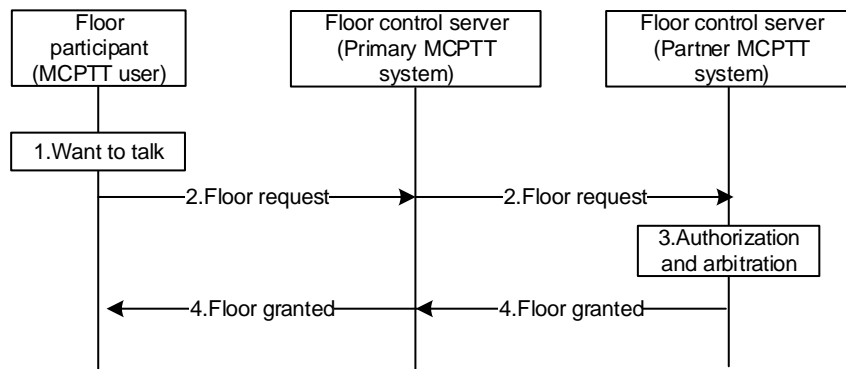 Floor
participant
(MCPTT user)
Floor control server
(Primary MCPTT
system)
Floor control server
(Partner MCPTT
system)
1.Want to talk
2.Floor request
2.Floor request
3.Authorization
and arbitration
4.Floor granted
4.Floor granted